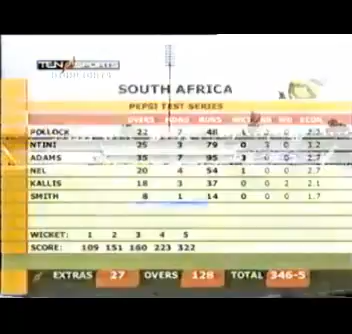 TEN SPORTS
SOUTH AFRICA
PEPSI TEST SERIES
OVERS RUNS ECON
POLLOCK 22 7 48 1 0
NTINI 25 3 79 0 0 3.2
ADAMS 35 7 95 3 0 0 2.7
NEL 20 4 54 1 0 0 2.7
KALLIS 18 3 37 0 0 2 2.1
SMITH 8 1 14 0 0 0 1.7
WICKET: 1 2 3 4 5
SCORE: 109 151 160 223 322
EXTRAS 27 OVERS 128 TOTAL 346-5